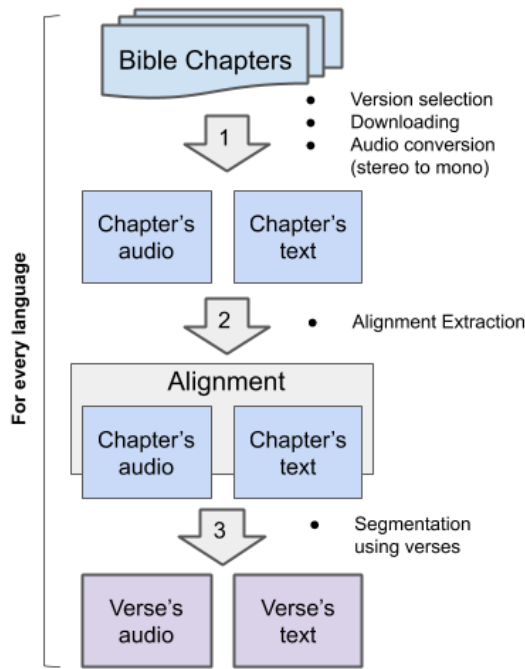 Bible Chapters
• Version selection
• Downloading
• Audio conversion
(stereo to mono)
1
Chapter's
audio
Chapter's
text
2
• Alignment Extraction
For every language
Alignment
Chapter's
audio
Chapter's
text
3
• Segmentation
using verses
Verse's
audio
Verse's
text